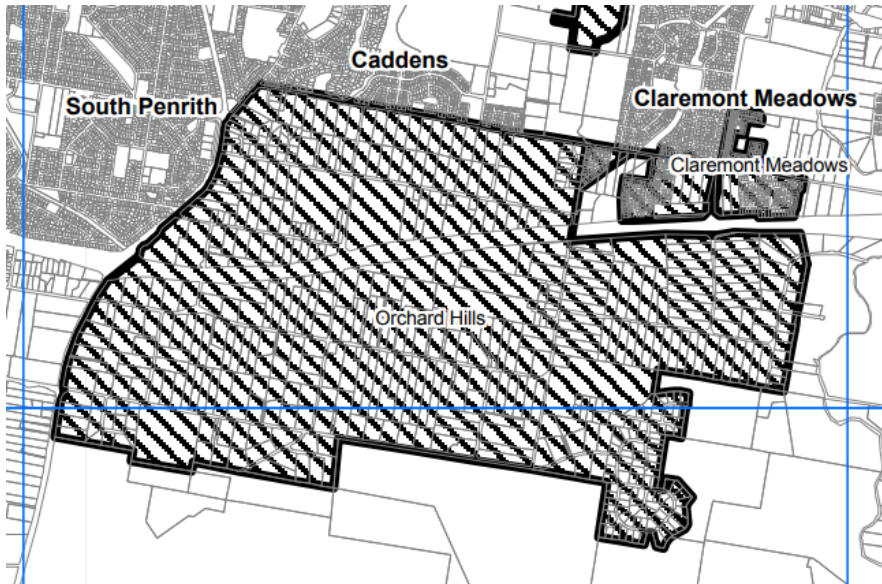 Caddens
South Penrith
Claremont Meadows
Claremont Meadows
Orchard Hills